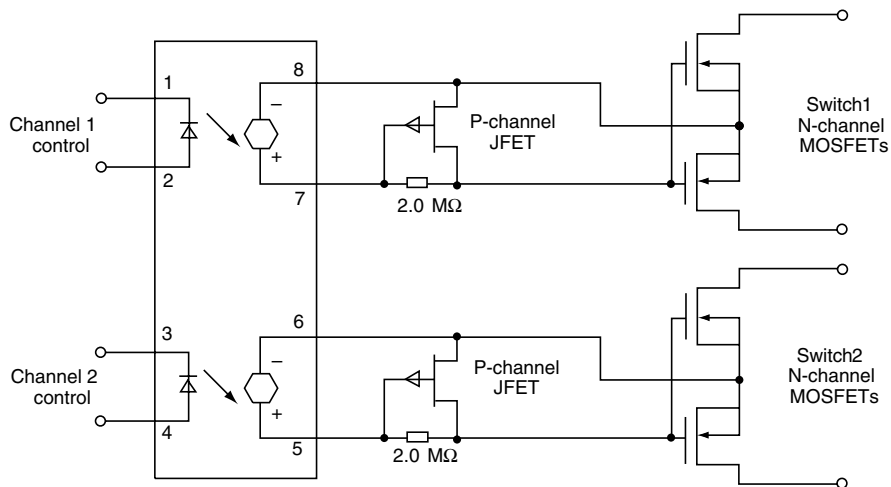 1
8
Channel 1
control
−
+
P-channel
JFET
Switch1
N-channel
MOSFETs
2
7
2.0 MΩ
3
6
Channel 2
control
−
+
P-channel
JFET
Switch2
N-channel
MOSFETs
4
5
2.0 MΩ